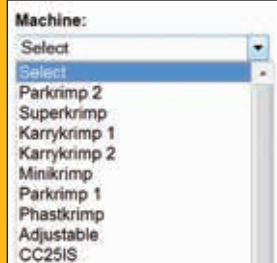 Machine:
Select
Select
Parkrimp 2
Superkrimp
Karrykrimp 1
Karrykrimp 2
Minikrimp
Parkrimp 1
Phastkrimp
Adjustable
CC25IS